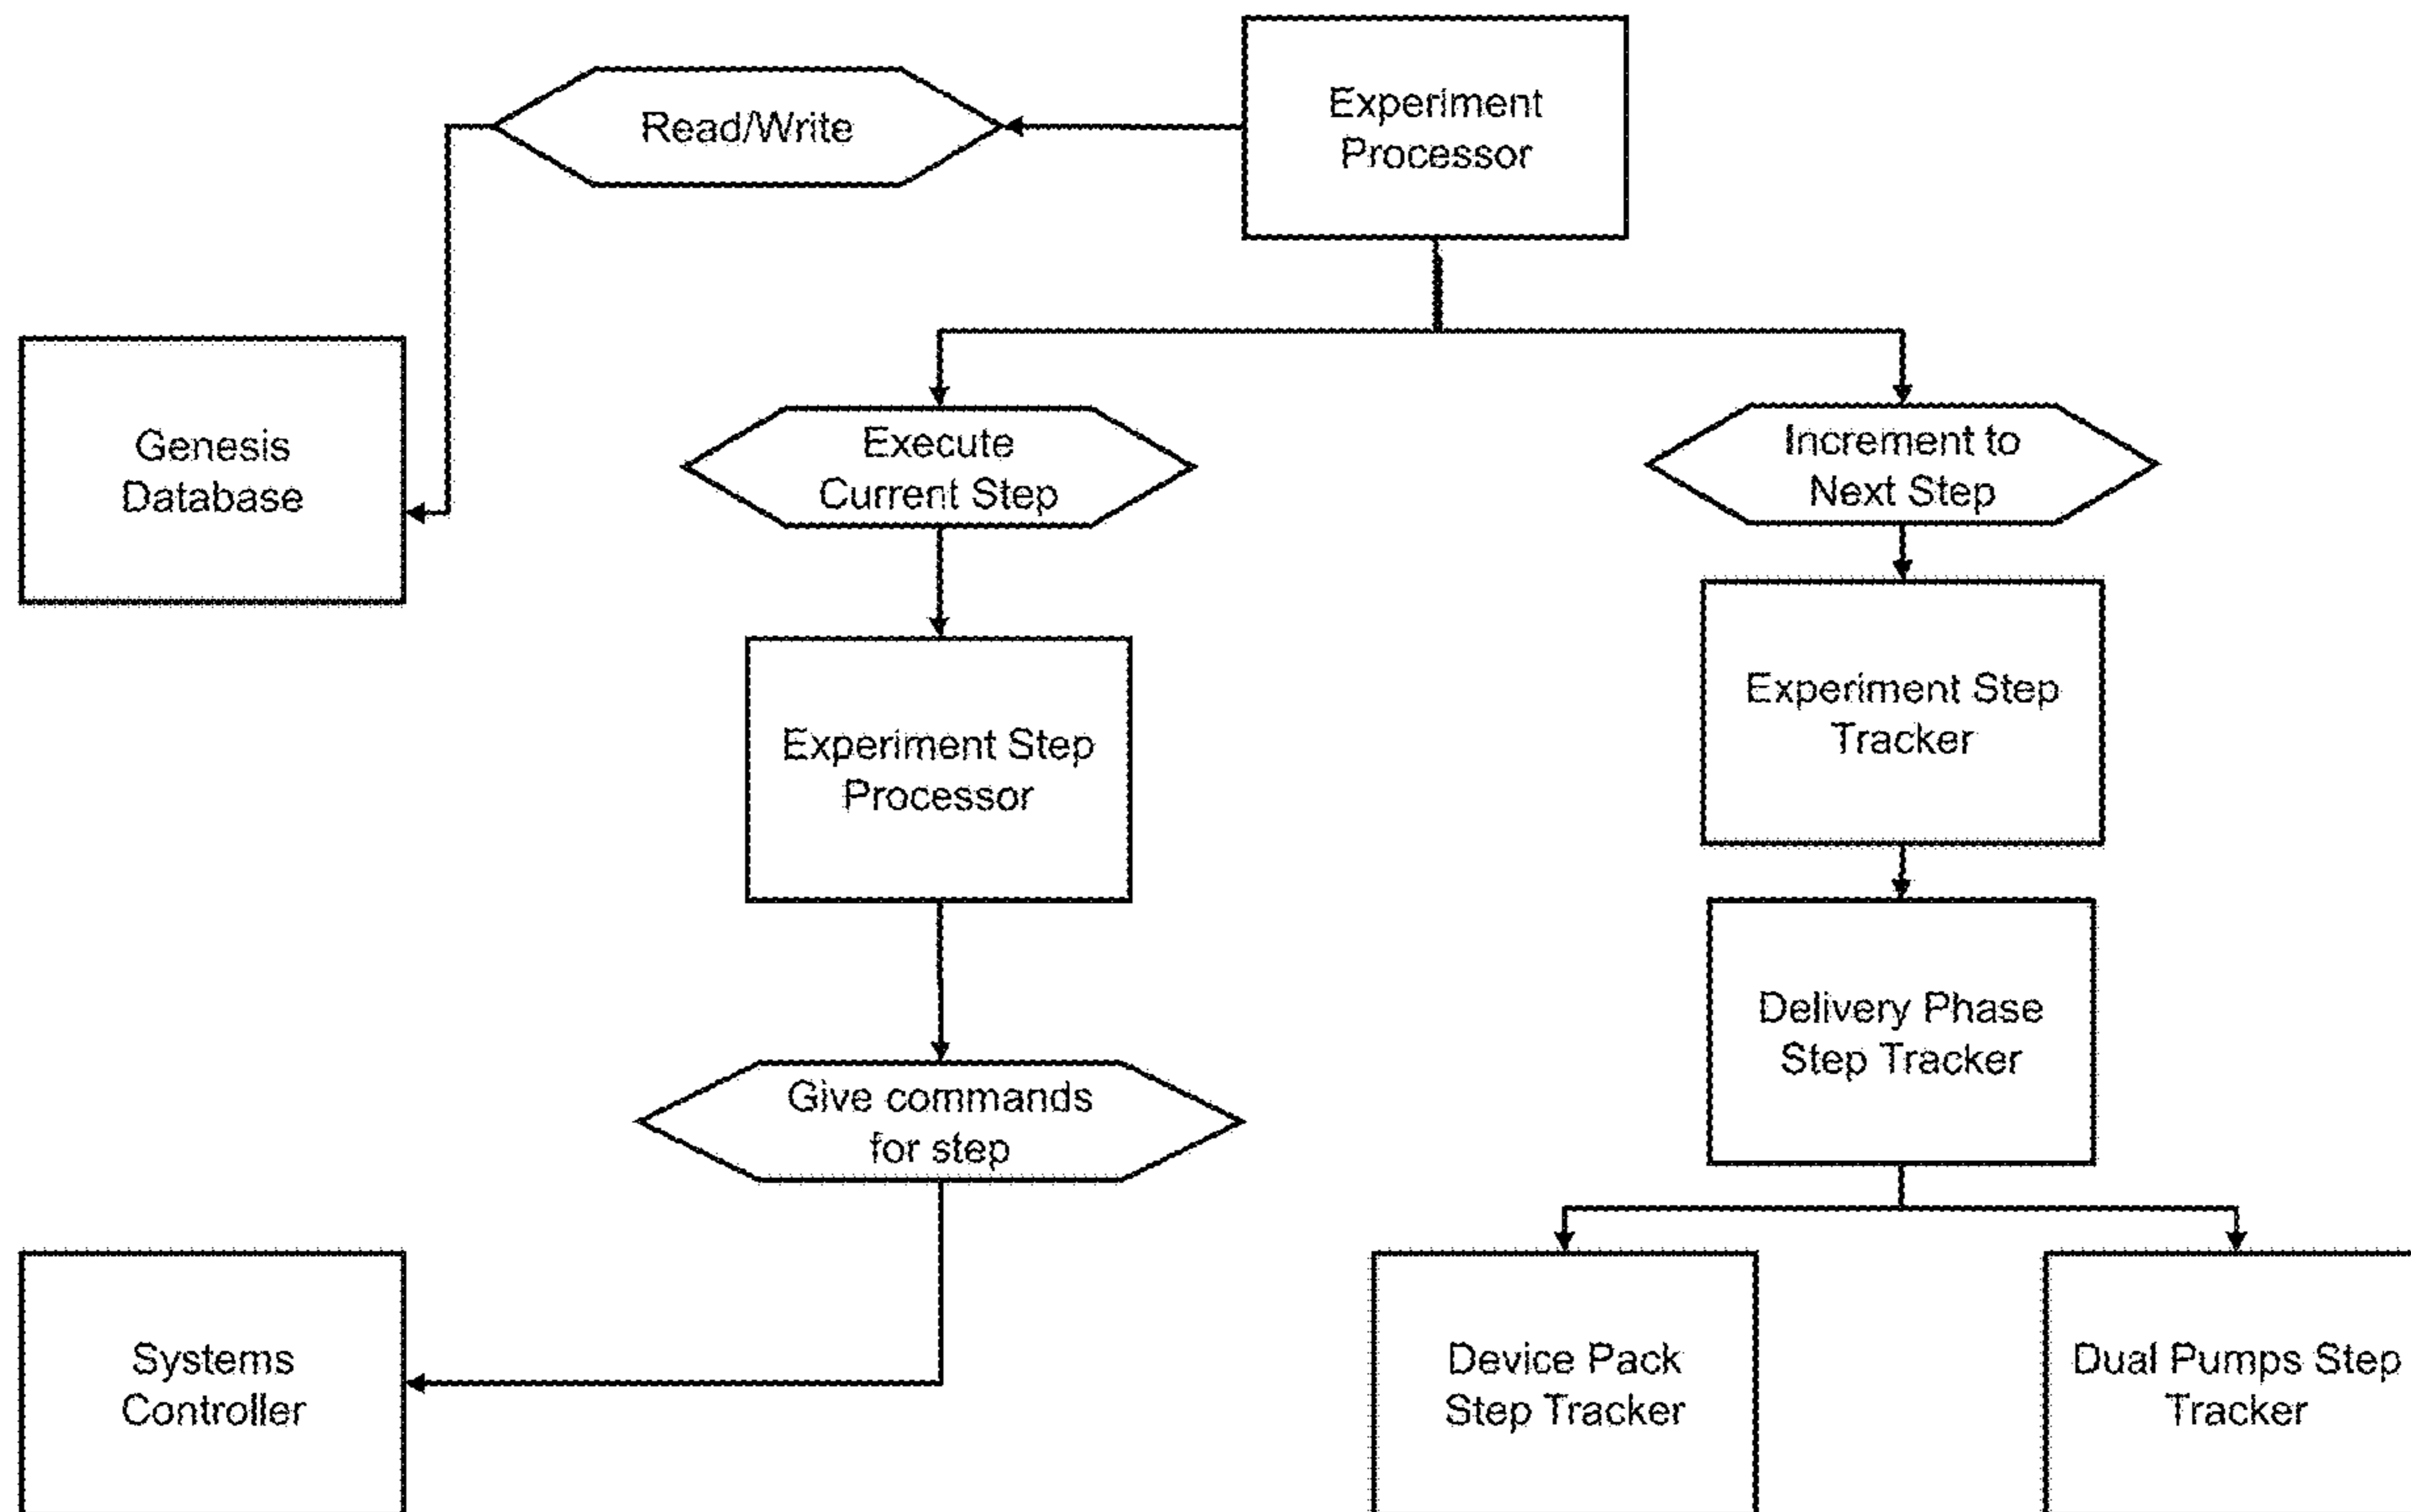 Experiment
Processor
Read/Write
Genesis
Database
Execute
Current Step
Increment to
Next Step
Experiment Step
Processor
Experiment Step
Tracker
Delivery Phase
Step Tracker
Give commands
for step
Systems
Controller
Device Pack
Step Tracker
Dual Pumps Step
Tracker